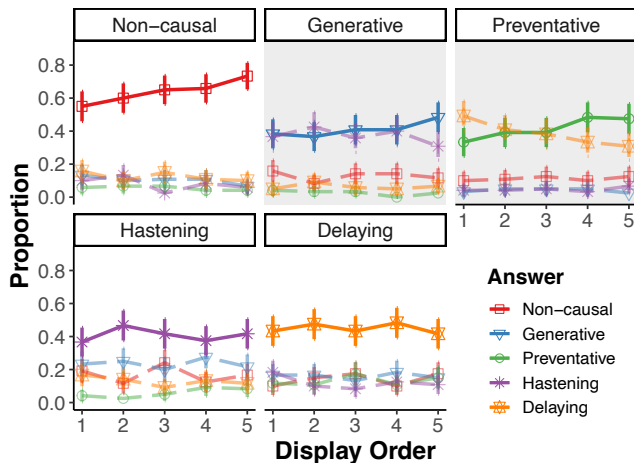 Non-causal Generative Preventative
0.8
0.6
0.4
0.2
0.0
1 2 3 4 5
Hastening Delaying
0.8
0.6
0.4
0.2
0.0
1 2 3 4 5 1 2 3 4 5
Proportion
Display Order
Answer
Non-causal
Generative
Preventative
Hastening
Delaying